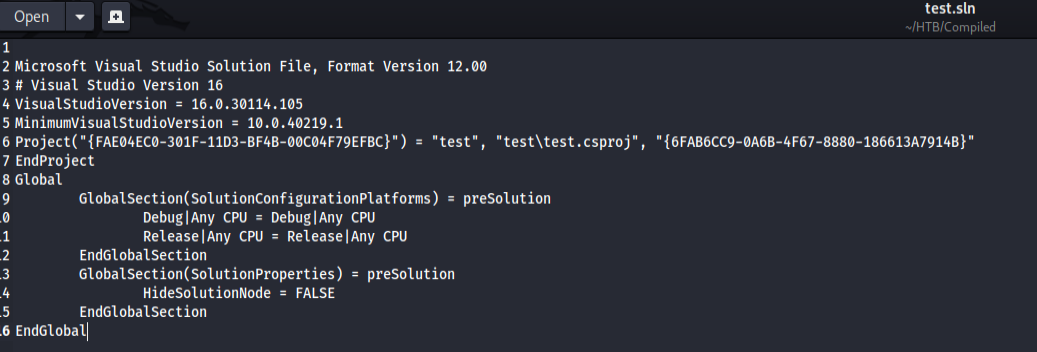 Open
test.sln
~/HTB/Compiled
1
2 Microsoft Visual Studio Solution File, Format Version 12.00
3 # Visual Studio Version 16
4 VisualStudioVersion = 16.0.30114.105
5 MinimumVisualStudioVersion = 10.0.40219.1
6 Project("{FAE04EC0-301F-11D3-BF4B-00C04F79EFBC}") = "test", "test\test.csproj", "{6FAB6CC9-0A6B-4F67-8880-186613A7914B}"
7 EndProject
8 Global
9 GlobalSection(SolutionConfigurationPlatforms) = preSolution
.0 Debug|Any CPU = Debug|Any CPU
.1 Release|Any CPU = Release|Any CPU
.2 EndGlobalSection
.3 GlobalSection(SolutionProperties) = preSolution
.4 HideSolutionNode = FALSE
.5 EndGlobalSection
.6 EndGlobal